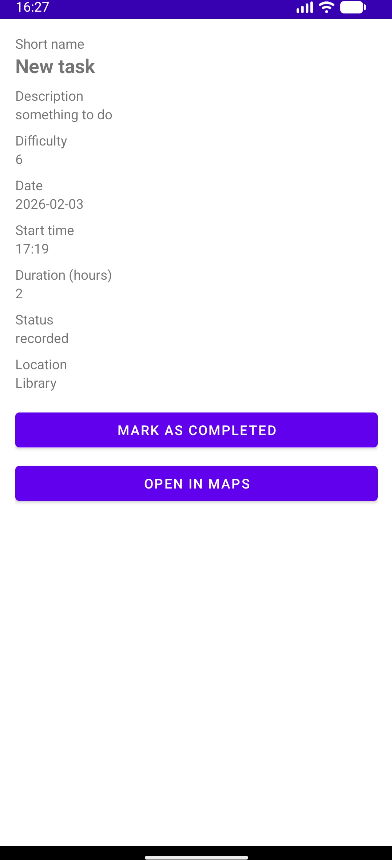 16:27
Short name
New task
Description
something to do
Difficulty
6
Date
2026-02-03
Start time
17:19
Duration (hours)
2
Status
recorded
Location
Library
MARK AS COMPLETED
OPEN IN MAPS